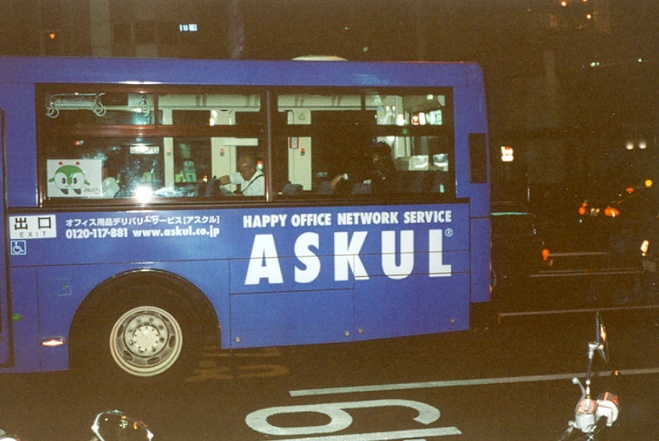 出口
EXIT
オフィス用品デリバリーサービス[アスクル]
0120-117-881 www.askul.co.jp
HAPPY OFFICE NETWORK SERVICE
ASKUL®